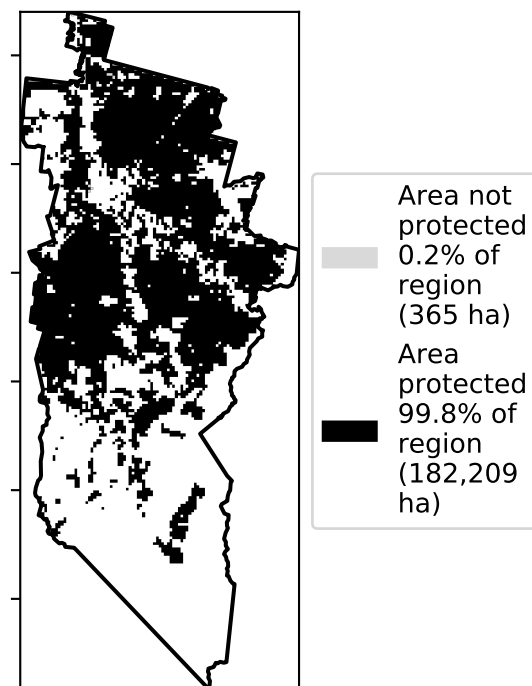 Area not
protected
0.2% of
region
(365 ha)
Area
protected
99.8% of
region
(182,209
ha)